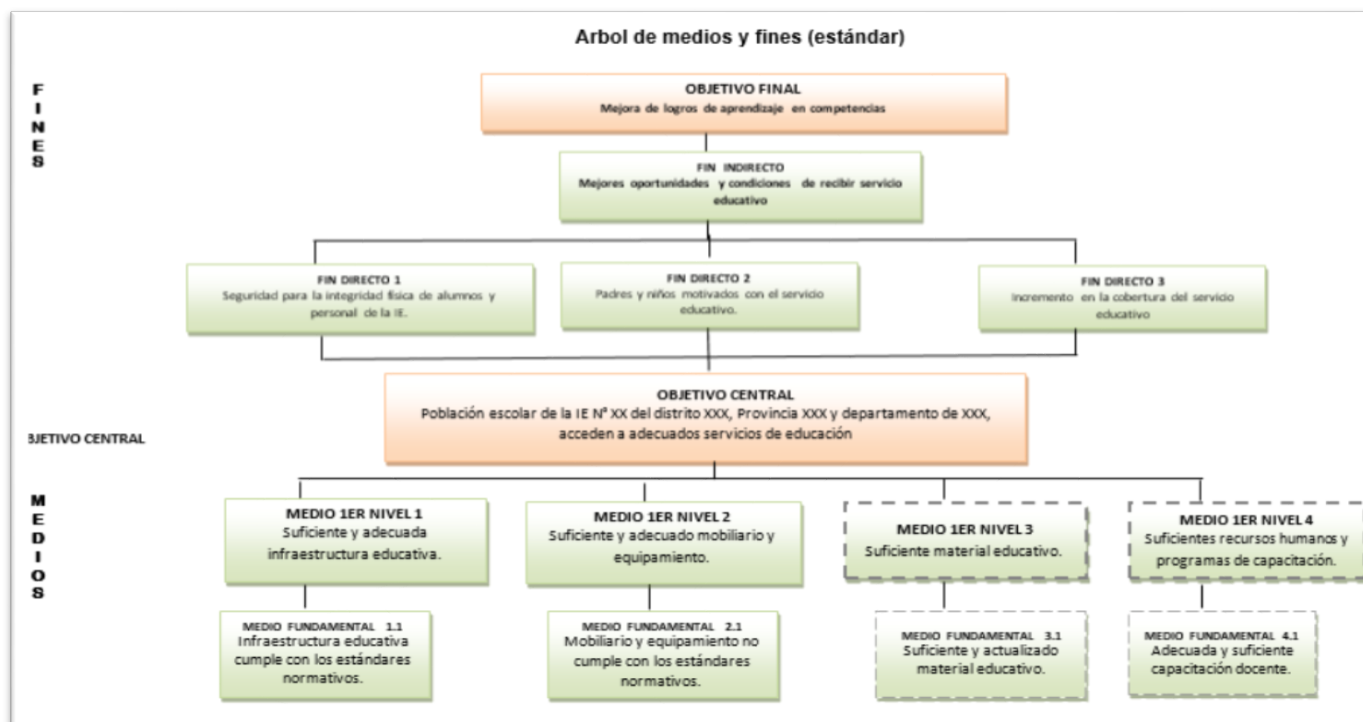 Arbol de medios y fines (estándar)
FINES
OBJETIVO FINAL
Mejora de logros de aprendizaje en competencias
FIN INDIRECTO
Mejores oportunidades y condiciones de recibir servicio
educativo
FIN DIRECTO 1
Seguridad para la integridad física de alumnos y
personal de la IE.
FIN DIRECTO 2
Padres y niños motivados con el servicio
educativo.
FIN DIRECTO 3
Incremento en la cobertura del servicio
educativo
OBJETIVO CENTRAL
Población escolar de la IE N° XX del distrito XXX, Provincia XXX y departamento de XXX,
acceden a adecuados servicios de educación
BJETIVO CENTRAL
MEDIOS
MEDIO 1ER NIVEL 1
Suficiente y adecuada
infraestructura educativa.
MEDIO 1ER NIVEL 2
Suficiente y adecuado mobiliario y
equipamiento.
MEDIO 1ER NIVEL 3
Suficiente material educativo.
MEDIO 1ER NIVEL 4
Suficientes recursos humanos y
programas de capacitación.
MEDIO FUNDAMENTAL 1.1
Infraestructura educativa
cumple con los estándares
normativos.
MEDIO FUNDAMENTAL 2.1
Mobiliario y equipamiento no
cumple con los estándares
normativos.
MEDIO FUNDAMENTAL 3.1
Suficiente y actualizado
material educativo.
MEDIO FUNDAMENTAL 4.1
Adecuada y suficiente
capacitación docente.